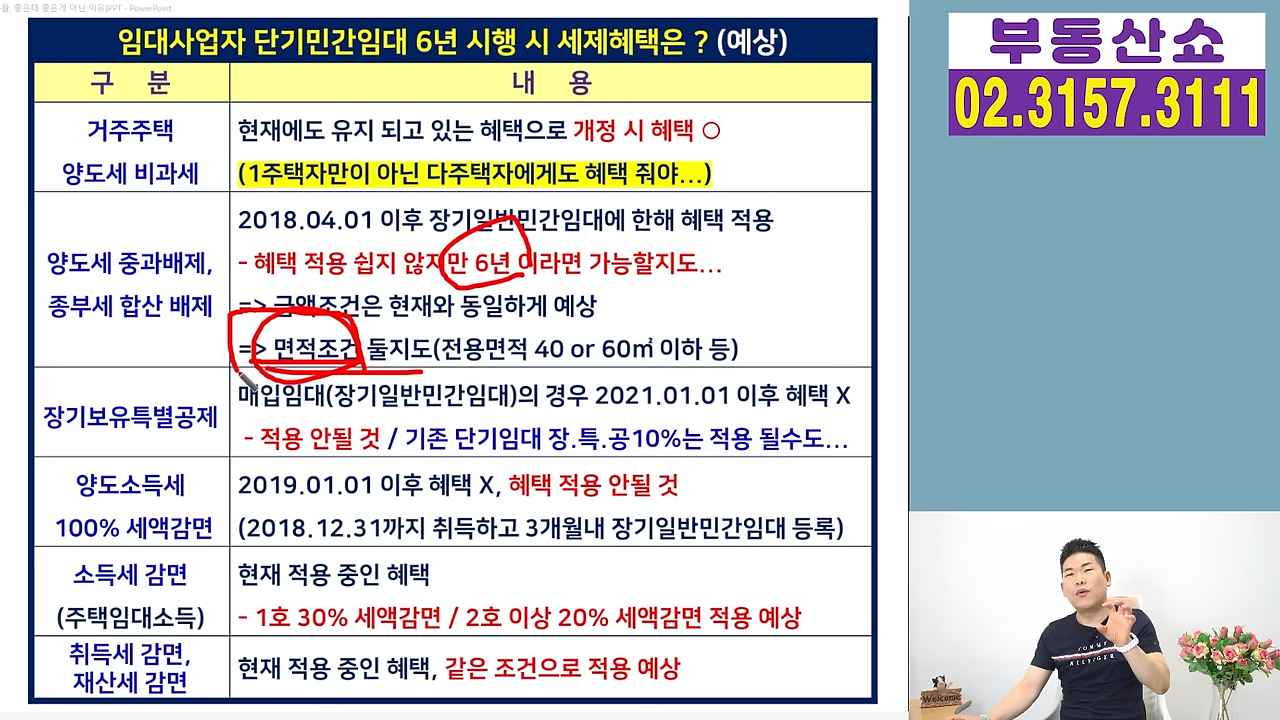 활, 좋은데 좋은게 아닌 이유)PPT - PowerPoint
임대사업자 단기민간임대 6년 시행 시 세제혜택은 ? (예상)
구 분
내 용
거주주택
양도세 비과세
현재에도 유지 되고 있는 혜택으로 개정 시 혜택 ○
(1주택자만이 아닌 다주택자에게도 혜택 줘야...)
양도세 중과배제,
종부세 합산 배제
2018.04.01 이후 장기일반민간임대에 한해 혜택 적용
- 혜택 적용 쉽지 않지만 6년 이라면 가능할지도...
=> 금액조건은 현재와 동일하게 예상
=> 면적조건 둘지도(전용면적 40 or 60㎡ 이하 등)
장기보유특별공제
매입임대(장기일반민간임대)의 경우 2021.01.01 이후 혜택 X
- 적용 안될 것 / 기존 단기임대 장.특.공10%는 적용 될수도...
양도소득세
100% 세액감면
2019.01.01 이후 혜택 X, 혜택 적용 안될 것
(2018.12.31까지 취득하고 3개월내 장기일반민간임대 등록)
소득세 감면
(주택임대소득)
현재 적용 중인 혜택
- 1호 30% 세액감면 / 2호 이상 20% 세액감면 적용 예상
취득세 감면,
재산세 감면
현재 적용 중인 혜택, 같은 조건으로 적용 예상
부동산쇼
02.3157.3111
TOMMY
HILFIGER
Welcome